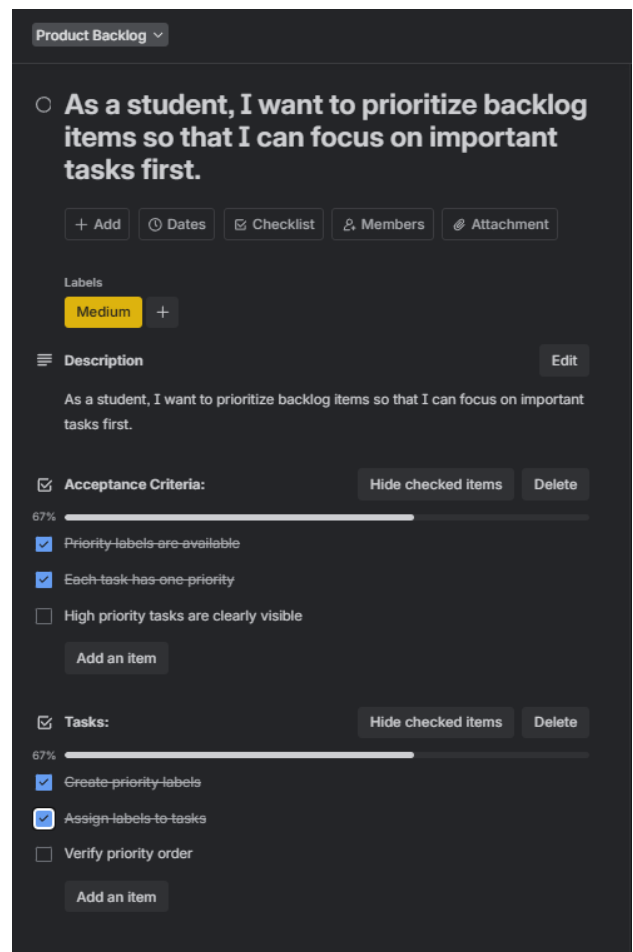 Product Backlog
As a student, I want to prioritize backlog
items so that I can focus on important
tasks first.
+ Add
Dates
Checklist
Members
Attachment
Labels
Medium
+
Description
Edit
As a student, I want to prioritize backlog items so that I can focus on important
tasks first.
Acceptance Criteria:
Hide checked items
Delete
67%
Priority labels are available
Each task has one priority
High priority tasks are clearly visible
Add an item
Tasks:
Hide checked items
Delete
67%
Create priority labels
Assign labels to tasks
Verify priority order
Add an item